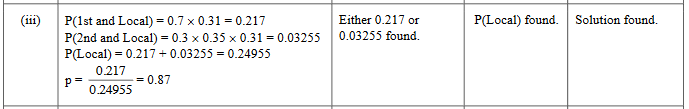 (iii)
P(1st and Local) = 0.7 × 0.31 = 0.217
P(2nd and Local) = 0.3 × 0.35 × 0.31 = 0.03255
P(Local) = 0.217 + 0.03255 = 0.24955
p = 0.217 / 0.24955 = 0.87
Either 0.217 or
0.03255 found.
P(Local) found.
Solution found.